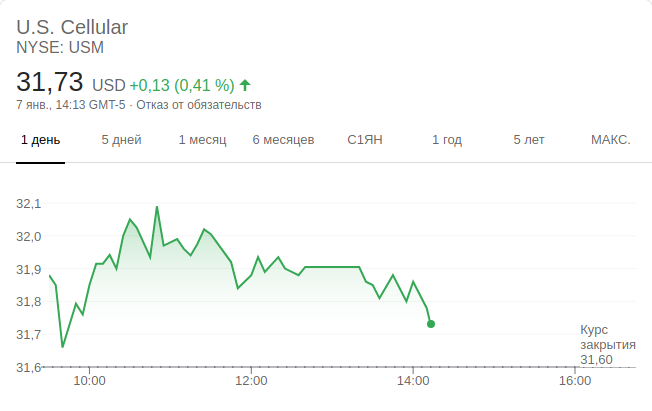 U.S. Cellular
NYSE: USM
31,73 USD +0,13 (0,41 %)
7 янв., 14:13 GMT-5 · Отказ от обязательств
1 день 5 дней 1 месяц 6 месяцев С1ЯН 1 год 5 лет МАКС.
32,1
32,0
31,9
31,8
31,7
31,6
Курс
закрытия
31,60
10:00 12:00 14:00 16:00